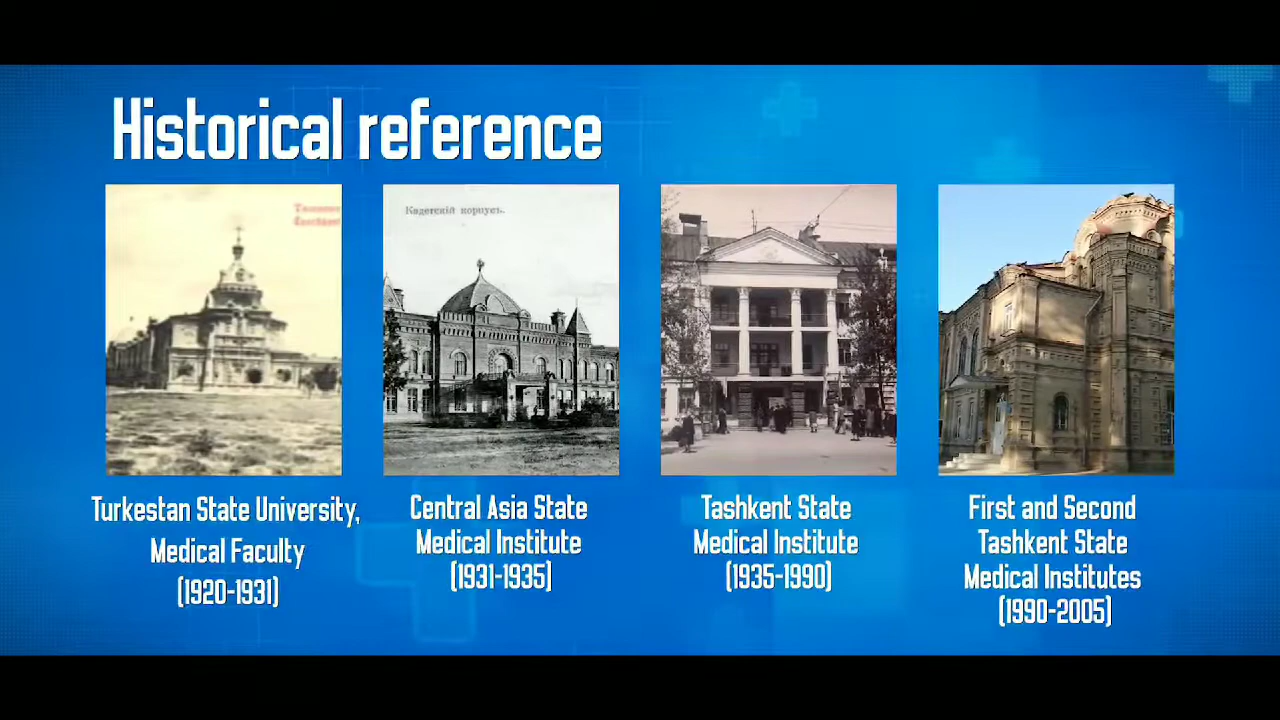 Historical reference
Кадетскій корпусъ.
Turkestan State University,
Medical Faculty
(1920-1931)
Central Asia State
Medical Institute
(1931-1935)
Tashkent State
Medical Institute
(1935-1990)
First and Second
Tashkent State
Medical Institutes
(1990-2005)